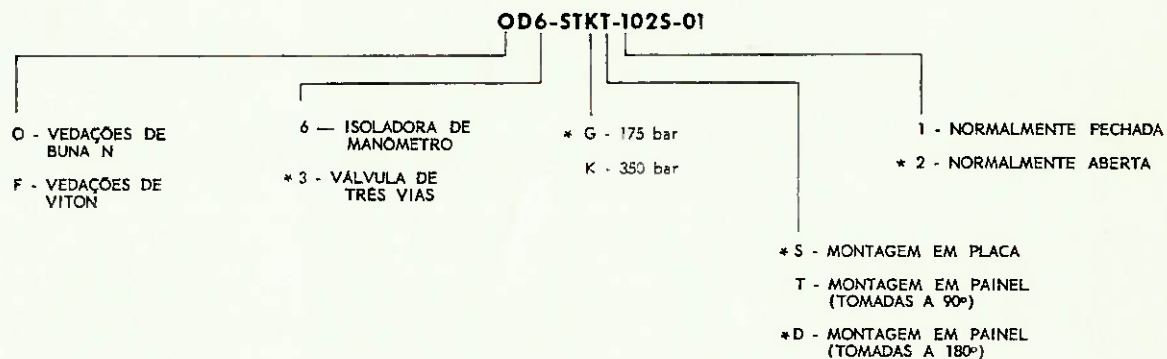 OD6-STKT-102S-01
O - VEDAÇÕES DE
BUNA N
F - VEDAÇÕES DE
VITON
6 — ISOLADORA DE
MANÔMETRO
* 3 - VÁLVULA DE
TRÊS VIAS
* G - 175 bar
K - 350 bar
* S - MONTAGEM EM PLACA
T - MONTAGEM EM PAINEL
(TOMADAS A 90º)
* D - MONTAGEM EM PAINEL
(TOMADAS A 180º)
1 - NORMALMENTE FECHADA
* 2 - NORMALMENTE ABERTA